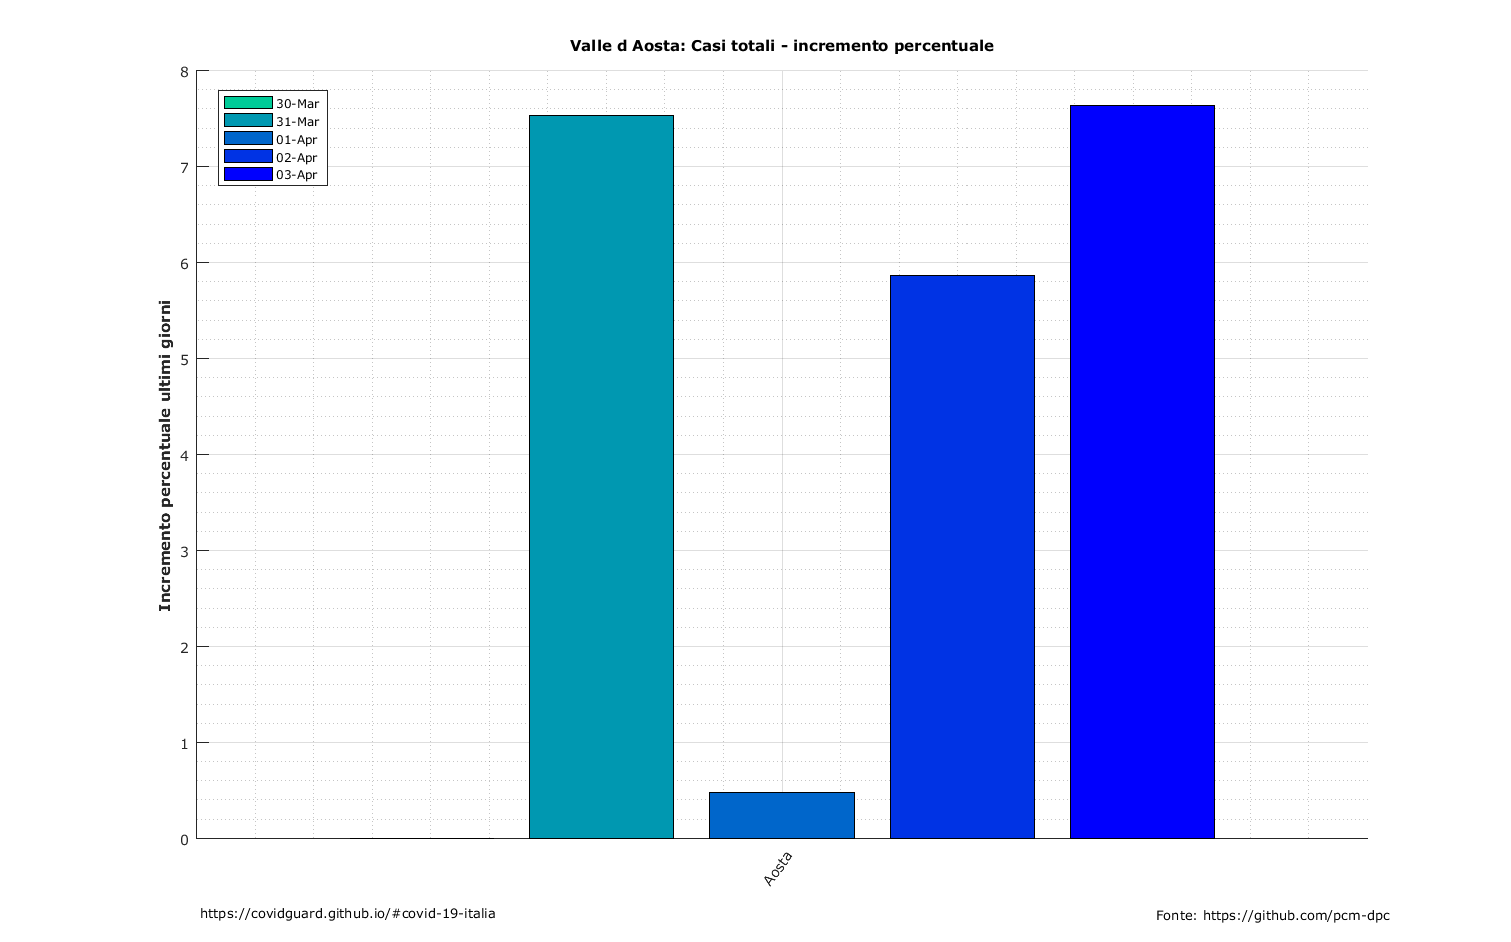 Valle d Aosta: Casi totali - incremento percentuale
8
7
6
5
4
3
2
1
0
Incremento percentuale ultimi giorni
30-Mar
31-Mar
01-Apr
02-Apr
03-Apr
Aosta
https://covidguard.github.io/#covid-19-italia
Fonte: https://github.com/pcm-dpc